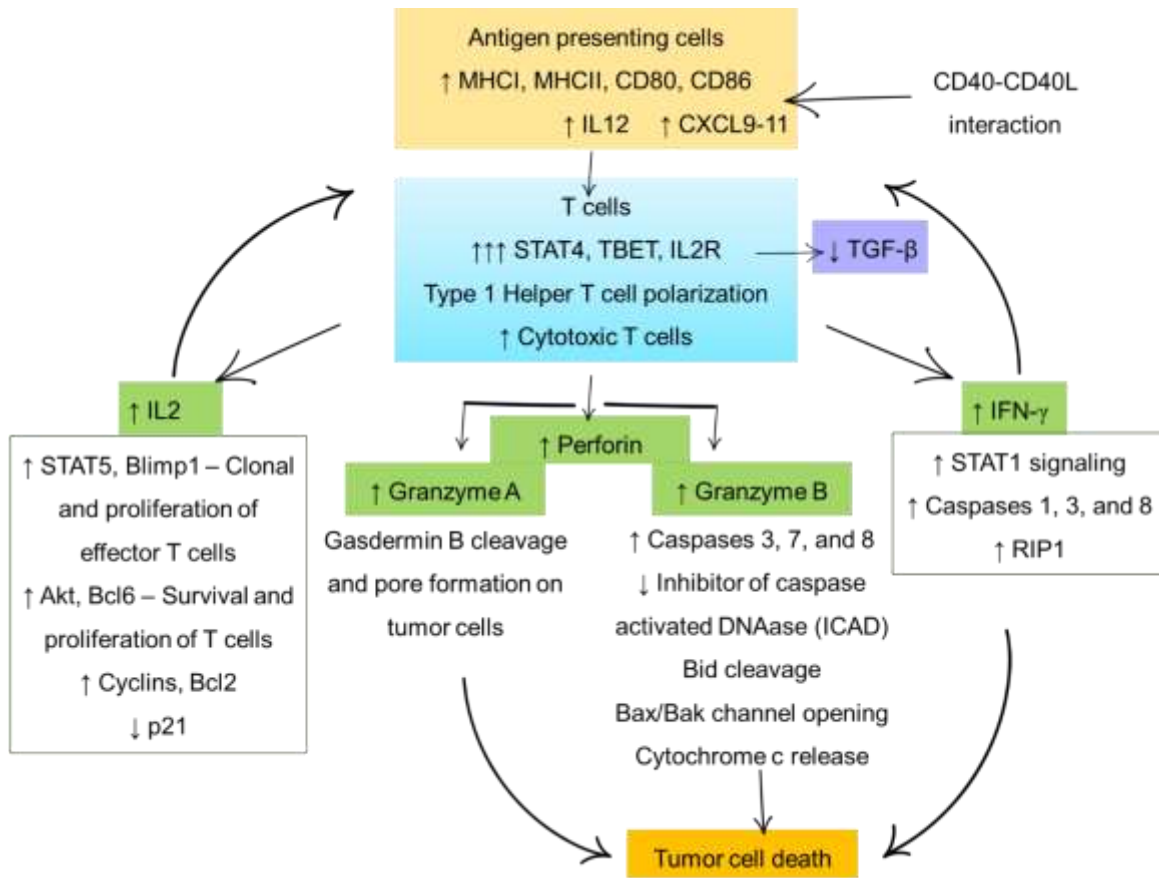 Antigen presenting cells
↑ MHCI, MHCII, CD80, CD86
↑ IL12 ↑ CXCL9-11
CD40-CD40L
interaction
T cells
↑↑↑ STAT4, TBET, IL2R
Type 1 Helper T cell polarization
↑ Cytotoxic T cells
↓ TGF-β
↑ IL2
↑ STAT5, Blimp1 – Clonal
and proliferation of
effector T cells
↑ Akt, Bcl6 – Survival and
proliferation of T cells
↑ Cyclins, Bcl2
↓ p21
↑ Perforin
↑ Granzyme A
Gasdermin B cleavage
and pore formation on
tumor cells
↑ Granzyme B
↑ Caspases 3, 7, and 8
↓ Inhibitor of caspase
activated DNAase (ICAD)
Bid cleavage
Bax/Bak channel opening
Cytochrome c release
↑ IFN-γ
↑ STAT1 signaling
↑ Caspases 1, 3, and 8
↑ RIP1
Tumor cell death